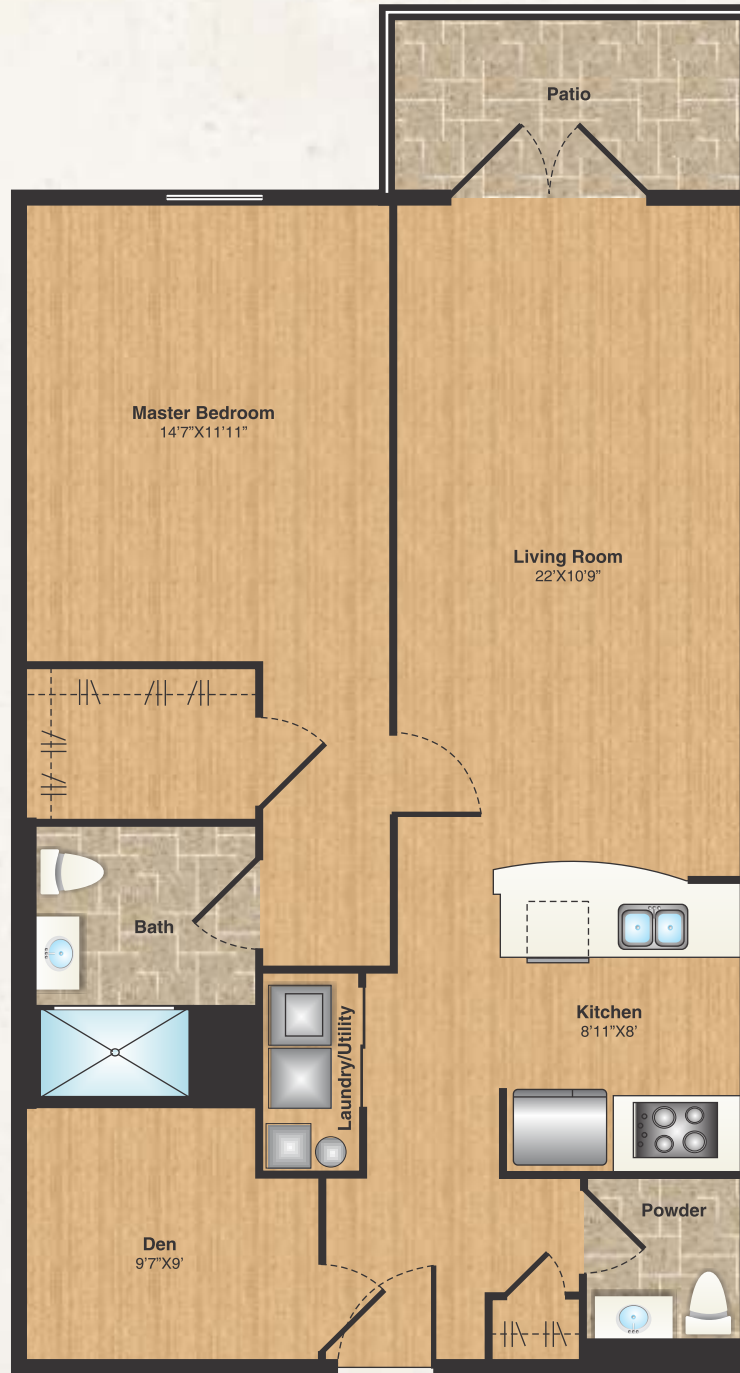 Patio
Master Bedroom
14’7”X11’11”
Living Room
22’X10’9”
Bath
Kitchen
8’11”X8’
Laundry/Utility
Powder
Den
9’7”X9’